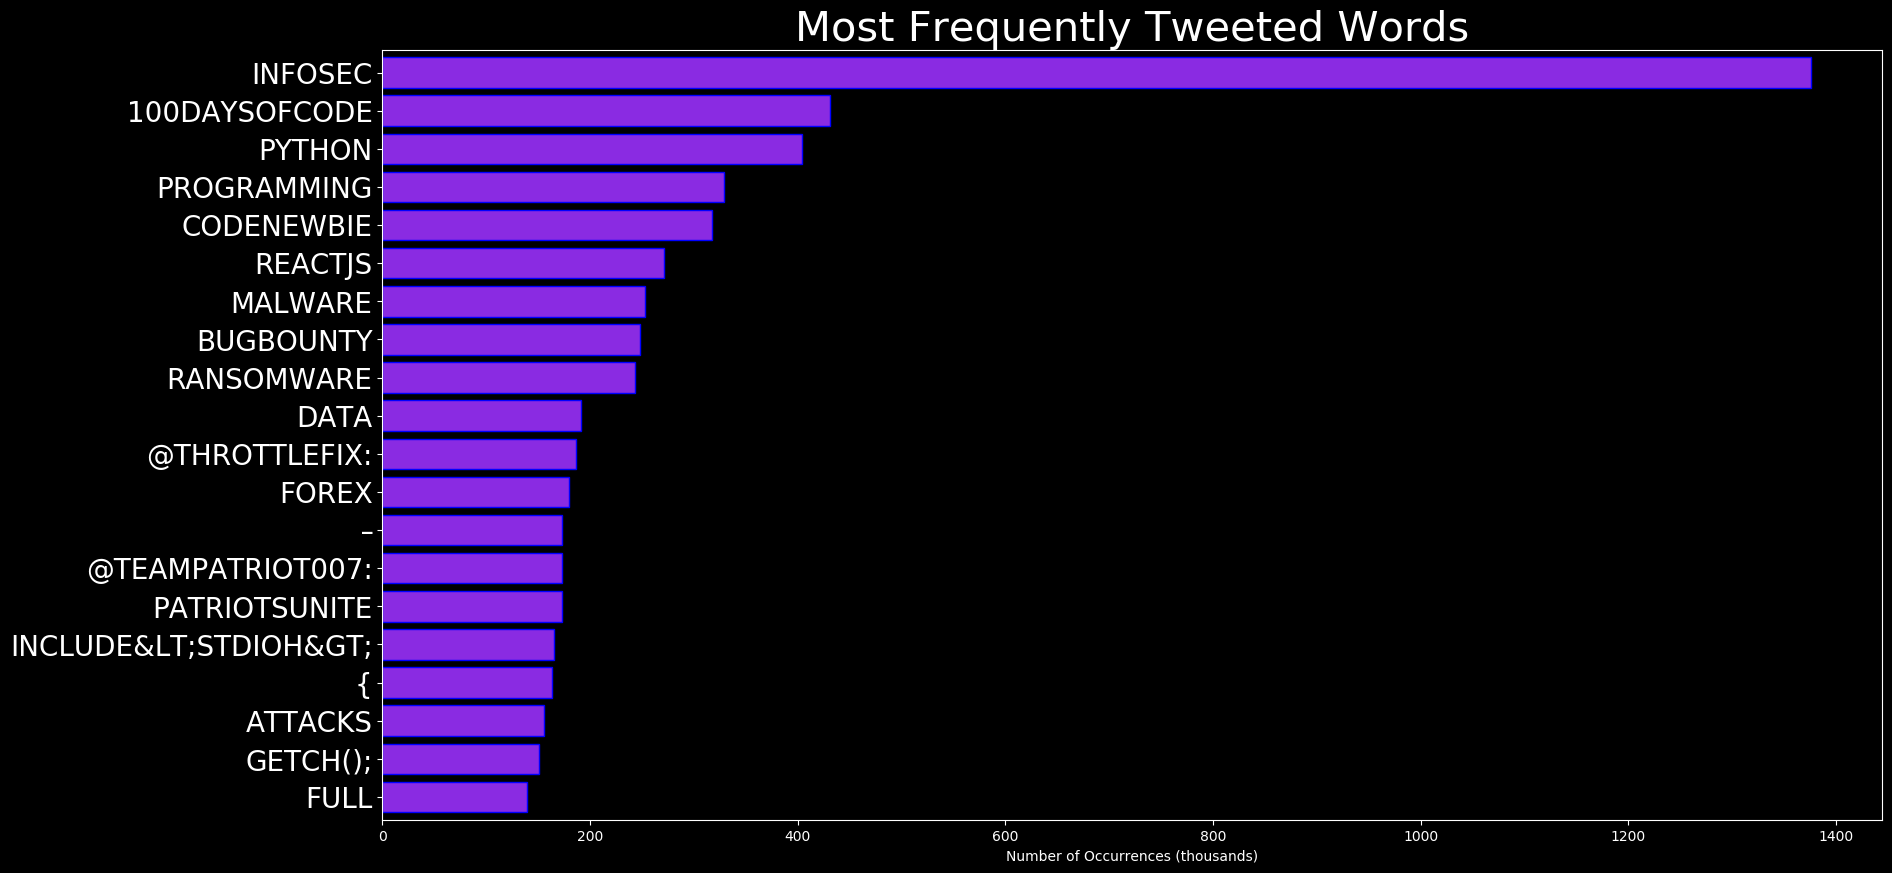 Most Frequently Tweeted Words
INFOSEC
100DAYSOFCODE
PYTHON
PROGRAMMING
CODENEWBIE
REACTJS
MALWARE
BUGBOUNTY
RANSOMWARE
DATA
@THROTTLEFIX:
FOREX
–
@TEAMPATRIOT007:
PATRIOTSUNITE
INCLUDE&LT;STDIOH&GT;
{
ATTACKS
GETCH();
FULL
0 200 400 600 800 1000 1200 1400
Number of Occurrences (thousands)